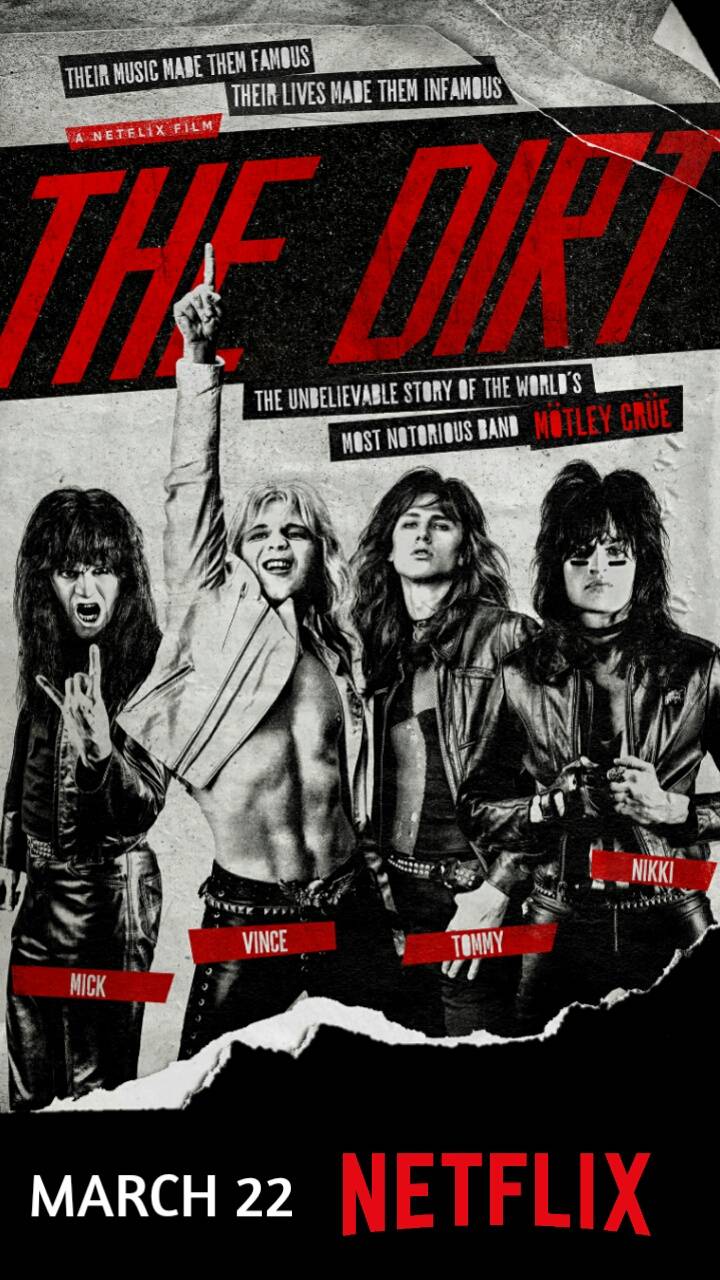 THEIR MUSIC MADE THEM FAMOUS
THEIR LIVES MADE THEM INFAMOUS
A NETFLIX FILM
THE DIRT
THE UNBELIEVABLE STORY OF THE WORLD'S
MOST NOTORIOUS BAND MÖTLEY CRÜE
NIKKI
VINCE
TOMMY
MICK
MARCH 22 NETFLIX